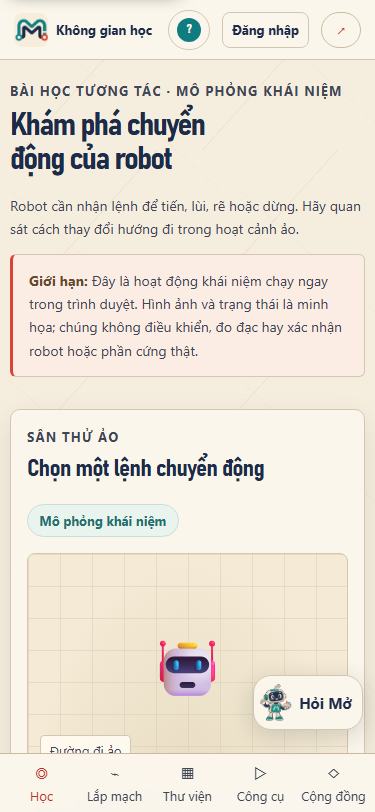 Không gian học
?
Đăng nhập
BÀI HỌC TƯƠNG TÁC · MÔ PHỎNG KHÁI NIỆM
Khám phá chuyển
động của robot
Robot cần nhận lệnh để tiến, lùi, rẽ hoặc dừng. Hãy quan
sát cách thay đổi hướng đi trong hoạt cảnh ảo.
Giới hạn: Đây là hoạt động khái niệm chạy ngay
trong trình duyệt. Hình ảnh và trạng thái là minh
họa; chúng không điều khiển, đo đạc hay xác nhận
robot hoặc phần cứng thật.
SÂN THỬ ẢO
Chọn một lệnh chuyển động
Mô phỏng khái niệm
Hỏi Mở
Đường đi ảo
Học
Lắp mạch
Thư viện
Công cụ
Cộng đồng